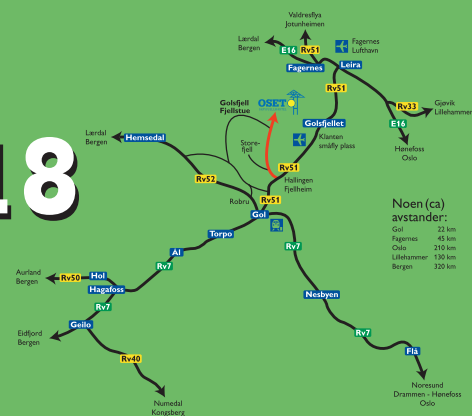 Valdresflya
Jotunheimen
Lærdal
Bergen
E16
Rv51
Fagernes
Lufthavn
Fagernes
Leira
Rv51
Rv33
Gjøvik
Lillehammer
E16
Hønefoss
Oslo
Golsfjell
Fjellstue
OSET
Golsfjellet
Klanten
småfly plass
Store-
fjell
Lærdal
Bergen
Hemsedal
Rv51
Hallingen
Fjellheim
Rv52
Robru
Rv51
Gol
18
Noen (ca)
avstander:
Gol 22 km
Fagernes 45 km
Oslo 210 km
Lillehammer 130 km
Bergen 320 km
Torpo
Ål
Rv7
Rv7
Aurland
Bergen
Rv50
Hol
Hagafoss
Rv7
Nesbyen
Eidfjord
Bergen
Geilo
Rv7
Rv40
Flå
Numedal
Kongsberg
Noresund
Drammen - Hønefoss
Oslo